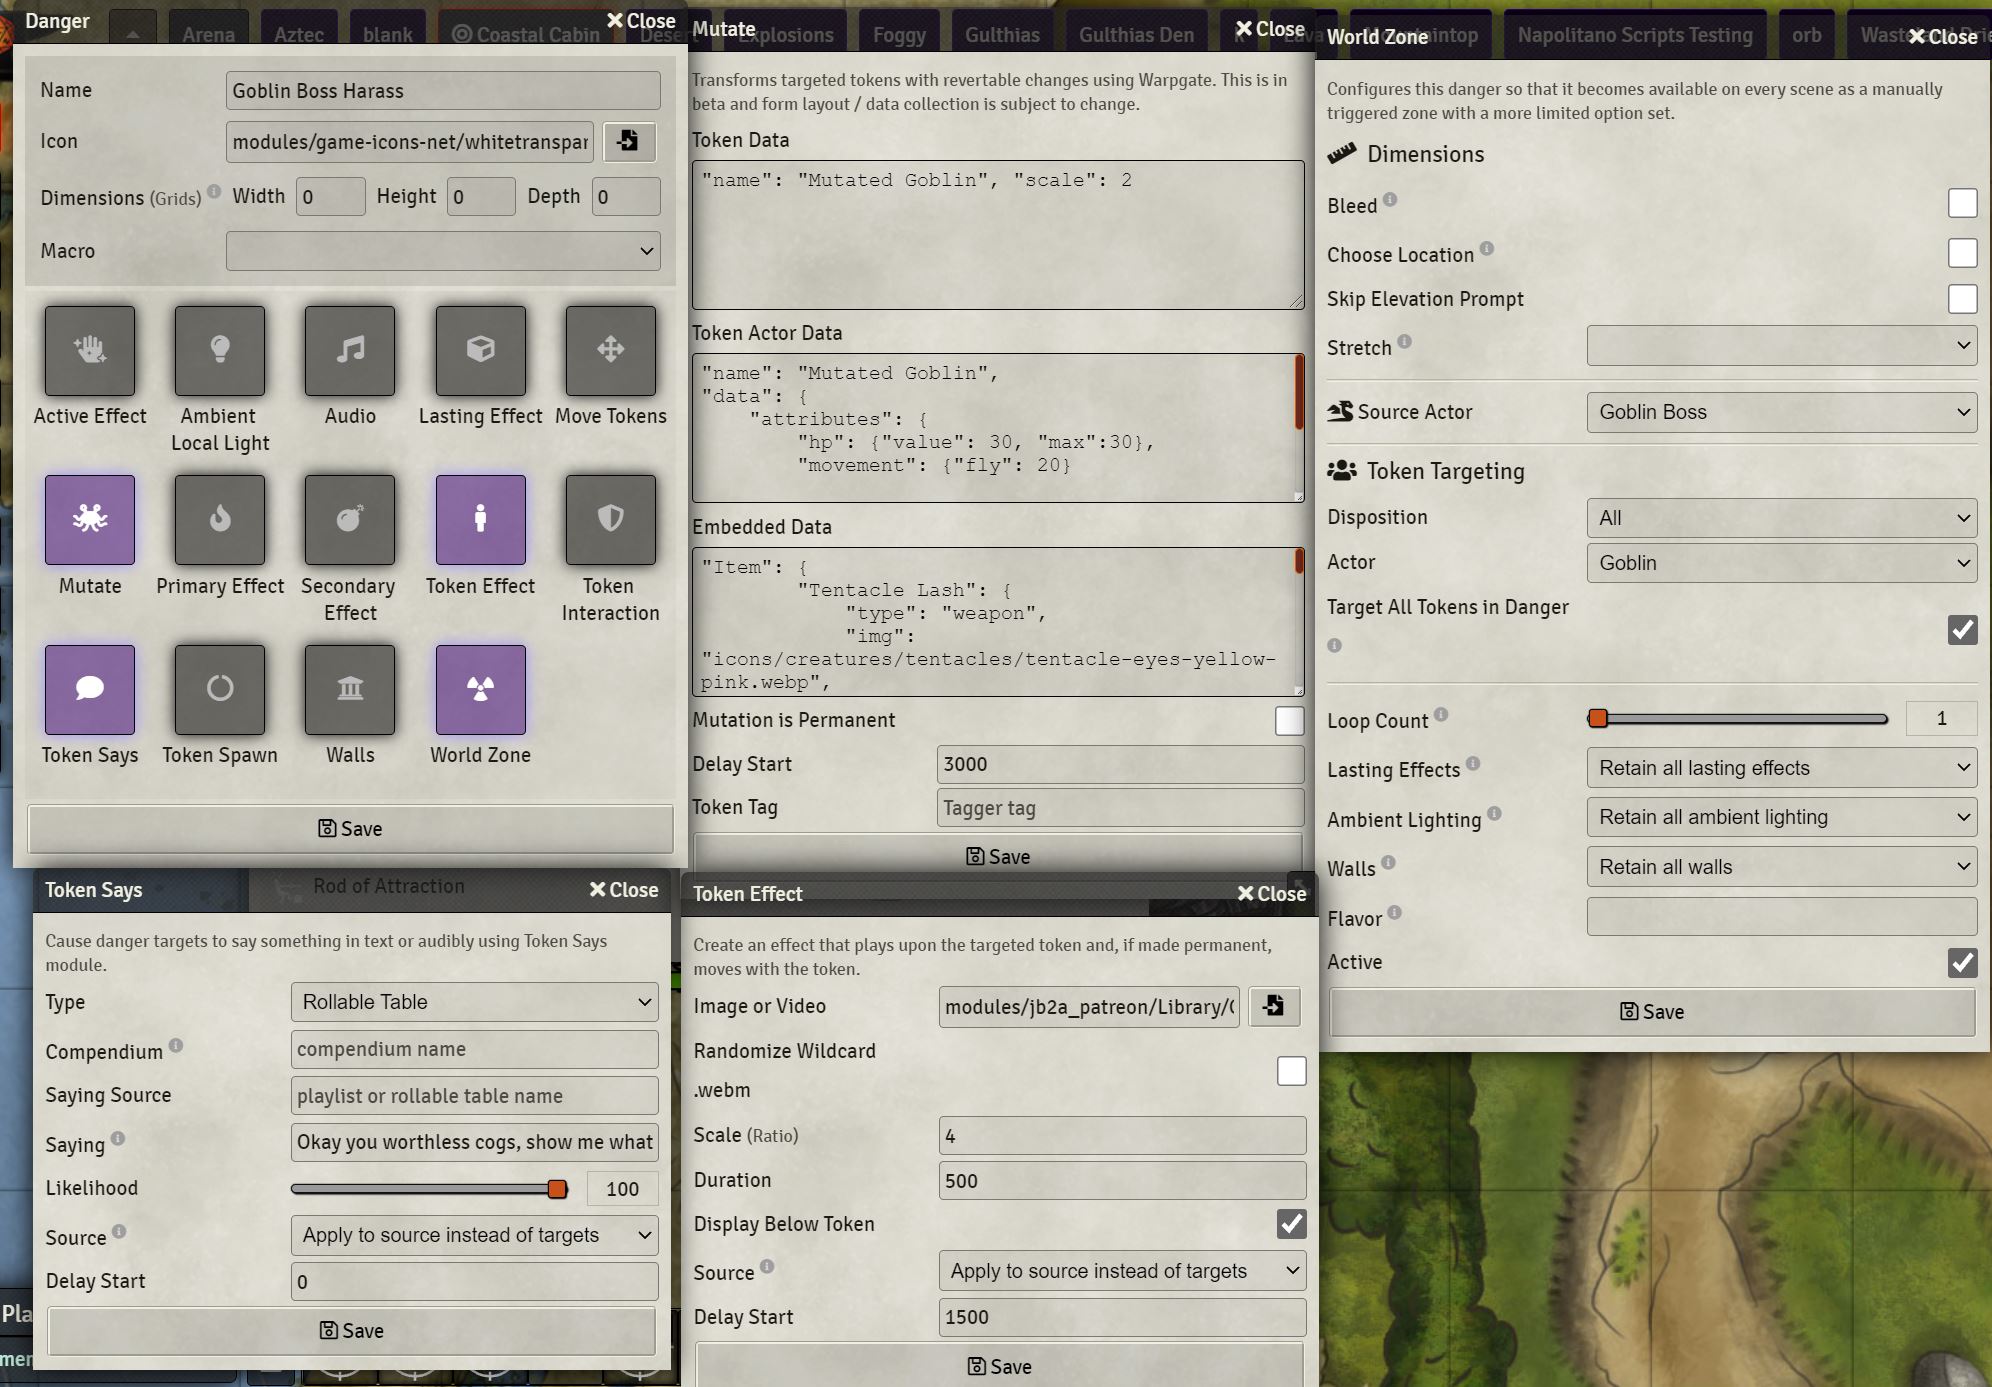 Danger
Close
Arena
Aztec
blank
Coastal Cabin
Desert
Explosions
Foggy
Gulthias
Gulthias Den
Mountaintop
Napolitano Scripts Testing
orb
Name
Goblin Boss Harass
Icon
modules/game-icons-net/whitetranspar
Dimensions (Grids)
Width
0
Height
0
Depth
0
Macro
Active Effect
Ambient
Local Light
Audio
Lasting Effect
Move Tokens
Mutate
Primary Effect
Secondary
Effect
Token Effect
Token
Interaction
Token Says
Token Spawn
Walls
World Zone
Save
Mutate
Close
Transforms targeted tokens with revertable changes using Warpgate. This is in
beta and form layout / data collection is subject to change.
Token Data
"name": "Mutated Goblin", "scale": 2
Token Actor Data
"name": "Mutated Goblin",
"data": {
"attributes": {
"hp": {"value": 30, "max":30},
"movement": {"fly": 20}
Embedded Data
"Item": {
"Tentacle Lash": {
"type": "weapon",
"img":
"icons/creatures/tentacles/tentacle-eyes-yellow-
pink.webp",
Mutation is Permanent
Delay Start
3000
Token Tag
Tagger tag
Save
World Zone
Close
Configures this danger so that it becomes available on every scene as a manually
triggered zone with a more limited option set.
Dimensions
Bleed
Choose Location
Skip Elevation Prompt
Stretch
Source Actor
Goblin Boss
Token Targeting
Disposition
All
Actor
Goblin
Target All Tokens in Danger
Loop Count
1
Lasting Effects
Retain all lasting effects
Ambient Lighting
Retain all ambient lighting
Walls
Retain all walls
Flavor
Active
Save
Token Says
Rod of Attraction
Close
Cause danger targets to say something in text or audibly using Token Says
module.
Type
Rollable Table
Compendium
compendium name
Saying Source
playlist or rollable table name
Saying
Okay you worthless cogs, show me what
Likelihood
100
Source
Apply to source instead of targets
Delay Start
0
Save
Token Effect
Close
Create an effect that plays upon the targeted token and, if made permanent,
moves with the token.
Image or Video
modules/jb2a_patreon/Library/
Randomize Wildcard
.webm
Scale (Ratio)
4
Duration
500
Display Below Token
Source
Apply to source instead of targets
Delay Start
1500
Save
Pla